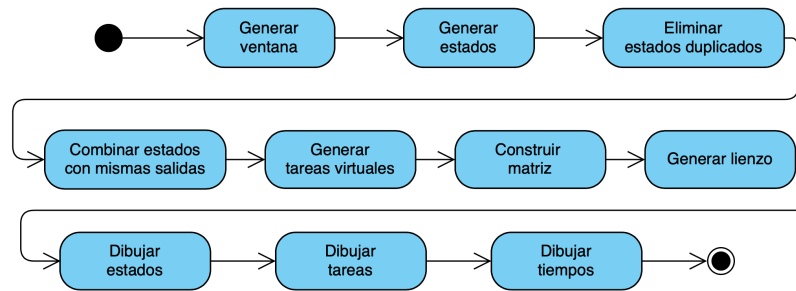 Generar
ventana
Generar
estados
Eliminar
estados duplicados
Combinar estados
con mismas salidas
Generar
tareas virtuales
Construir
matriz
Generar lienzo
Dibujar
estados
Dibujar
tareas
Dibujar
tiempos